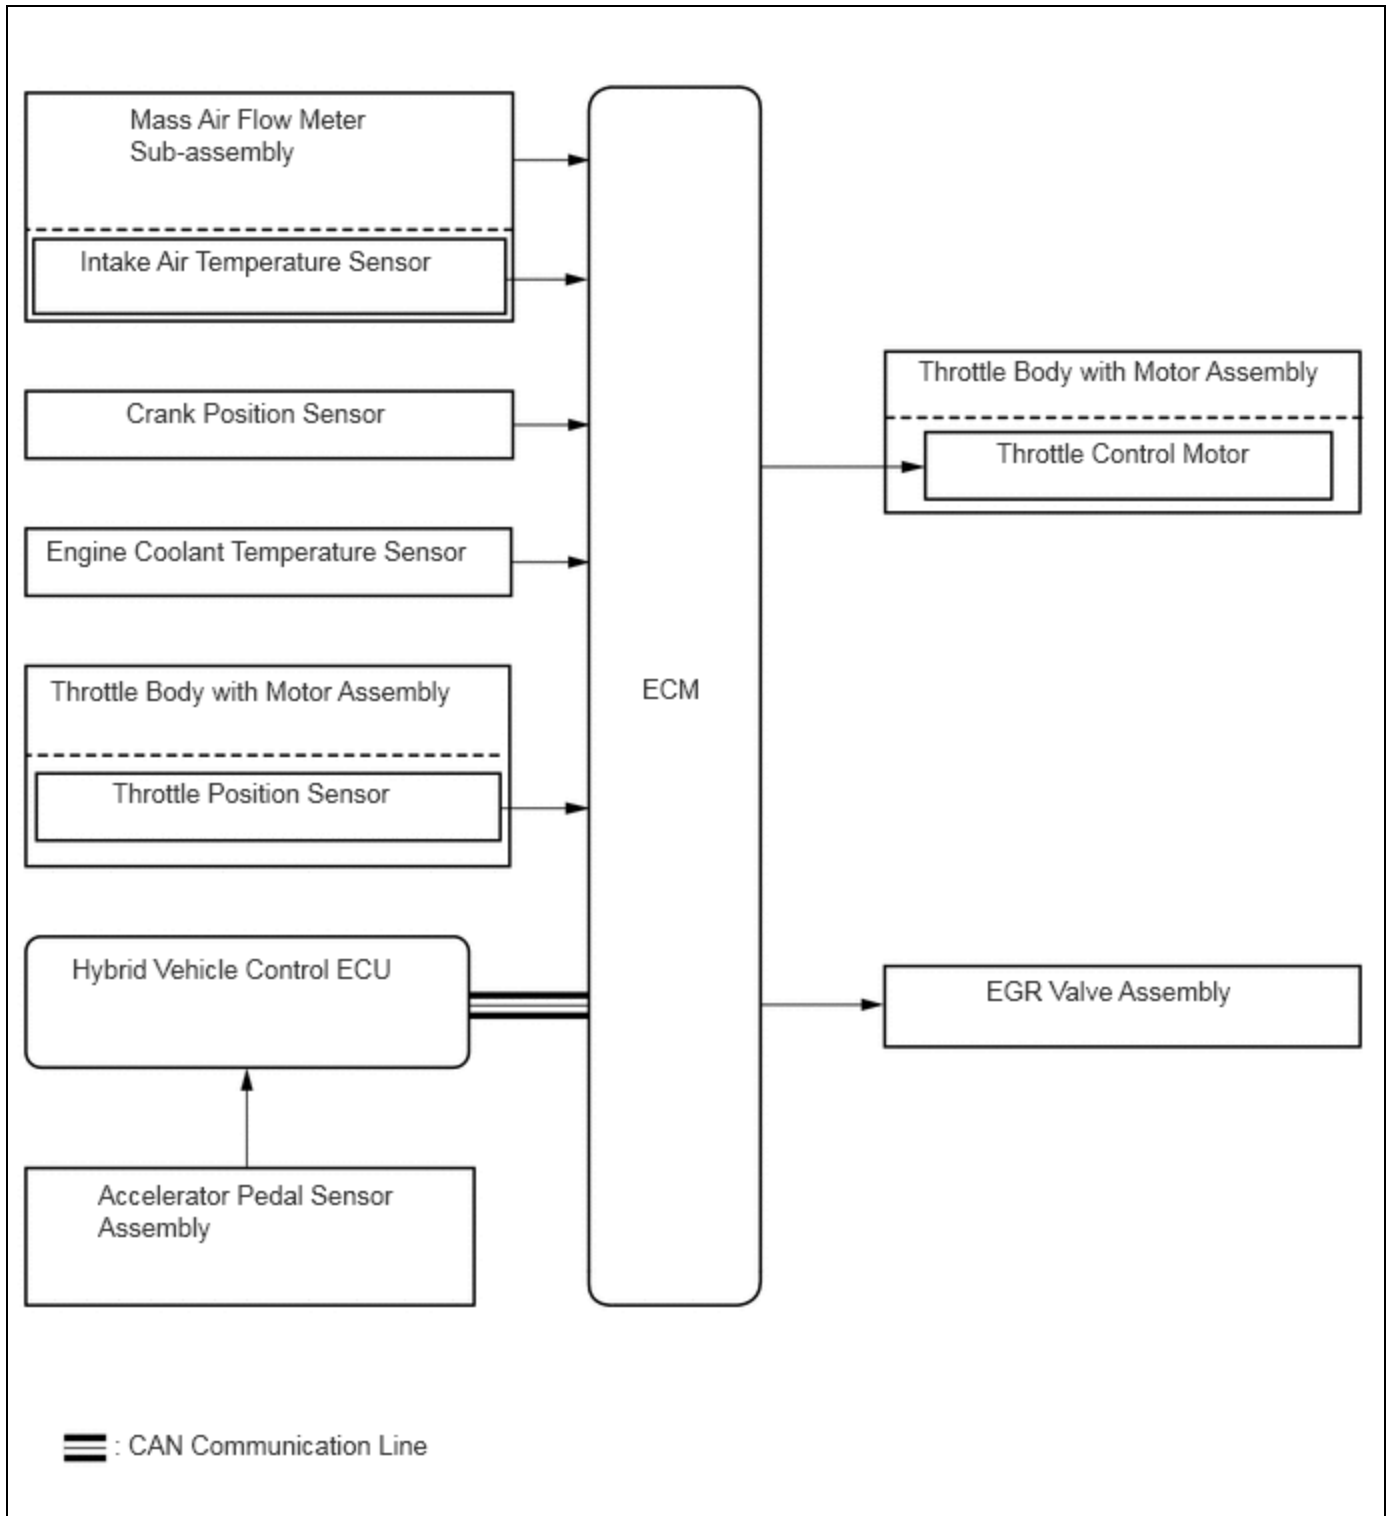 Mass Air Flow Meter
Sub-assembly
Intake Air Temperature Sensor
Crank Position Sensor
Engine Coolant Temperature Sensor
Throttle Body with Motor Assembly
Throttle Position Sensor
Hybrid Vehicle Control ECU
Accelerator Pedal Sensor
Assembly
ECM
Throttle Body with Motor Assembly
Throttle Control Motor
EGR Valve Assembly
: CAN Communication Line